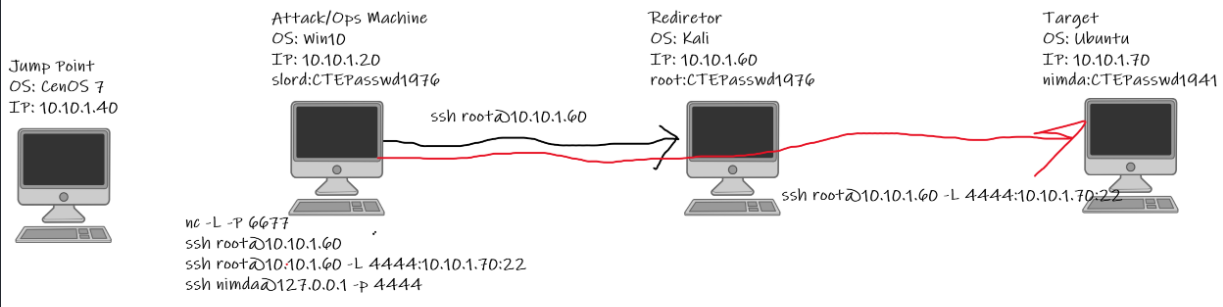 Jump Point
OS: CenOS 7
IP: 10.10.1.40
Attack/Ops Machine
OS: Win10
IP: 10.10.1.20
slord:CTEPasswd1976
Rediretor
OS: Kali
IP: 10.10.1.60
root:CTEPasswd1976
Target
OS: Ubuntu
IP: 10.10.1.70
nimda:CTEPasswd1941
ssh root@10.10.1.60
ssh root@10.10.1.60 -L 4444:10.10.1.70:22
nc -L -P 6677
ssh root@10.10.1.60
ssh root@10.10.1.60 -L 4444:10.10.1.70:22
ssh nimda@127.0.0.1 -p 4444